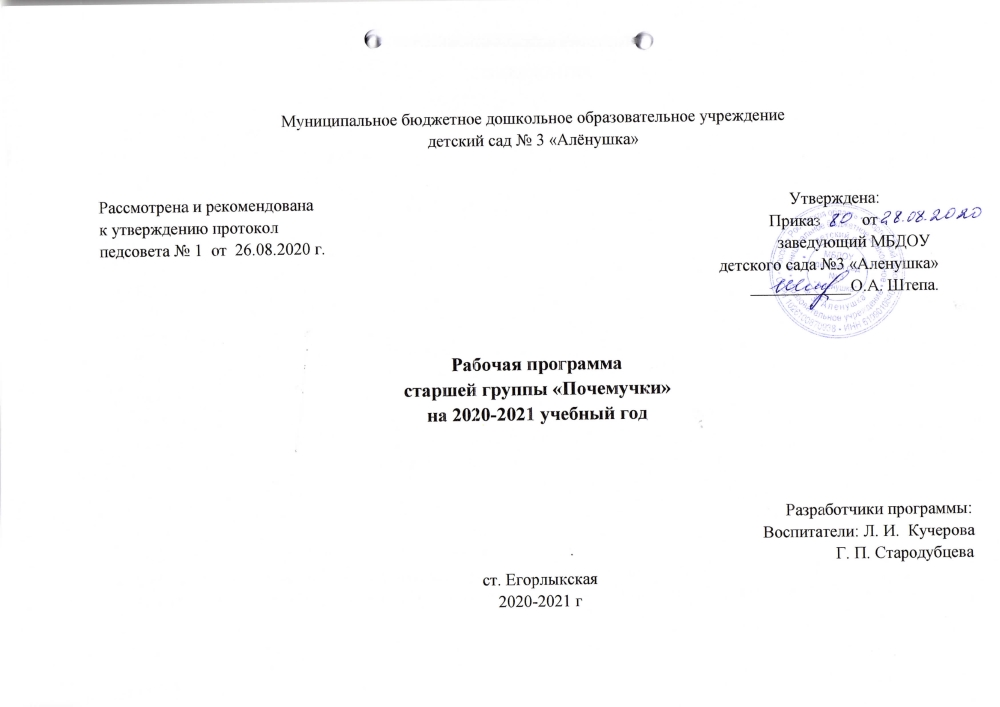 Муниципальное бюджетное дошкольное образовательное учреждение
детский сад № 3 «Алёнушка»
Рассмотрена и рекомендована
к утверждению протокол
педсовета № 1 от 26.08.2020 г.
Утверждена:
Приказ 80 от 28.08.2020
заведующий МБДОУ
детского сада №3 «Аленушка»
О.А. Штепа.
Рабочая программа
старшей группы «Почемучки»
на 2020-2021 учебный год
Разработчики программы:
Воспитатели: Л. И. Кучерова
Г. П. Стародубцева
ст. Егорлыкская
2020-2021 г